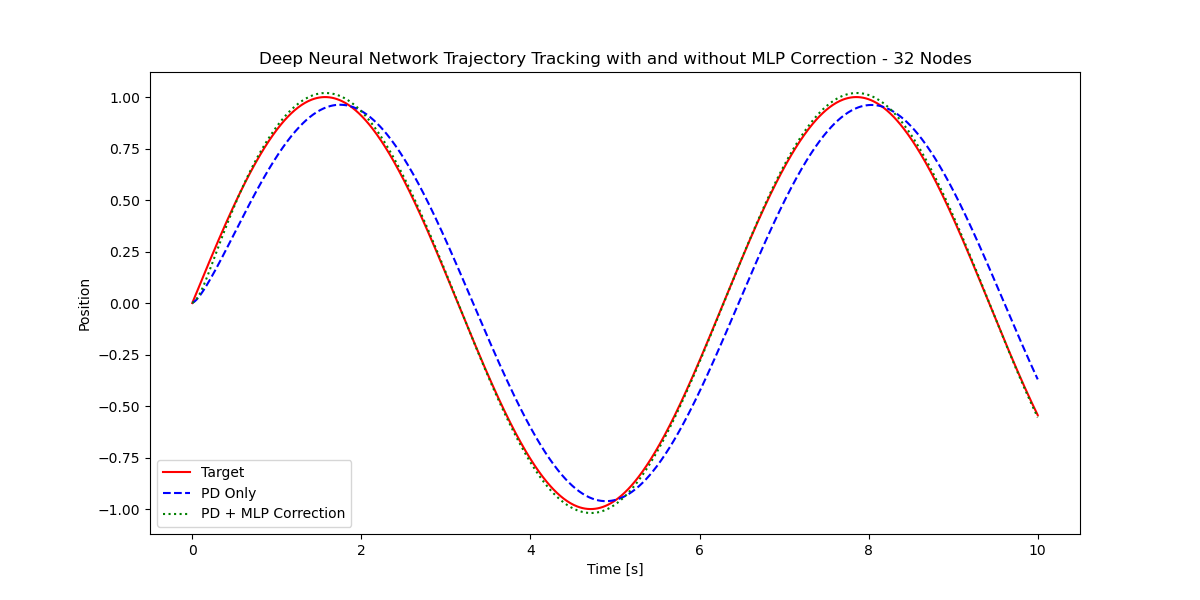 Deep Neural Network Trajectory Tracking with and without MLP Correction - 32 Nodes
1.00
0.75
0.50
0.25
0.00
−0.25
−0.50
−0.75
−1.00
Position
Target
PD Only
PD + MLP Correction
0 2 4 6 8 10
Time [s]